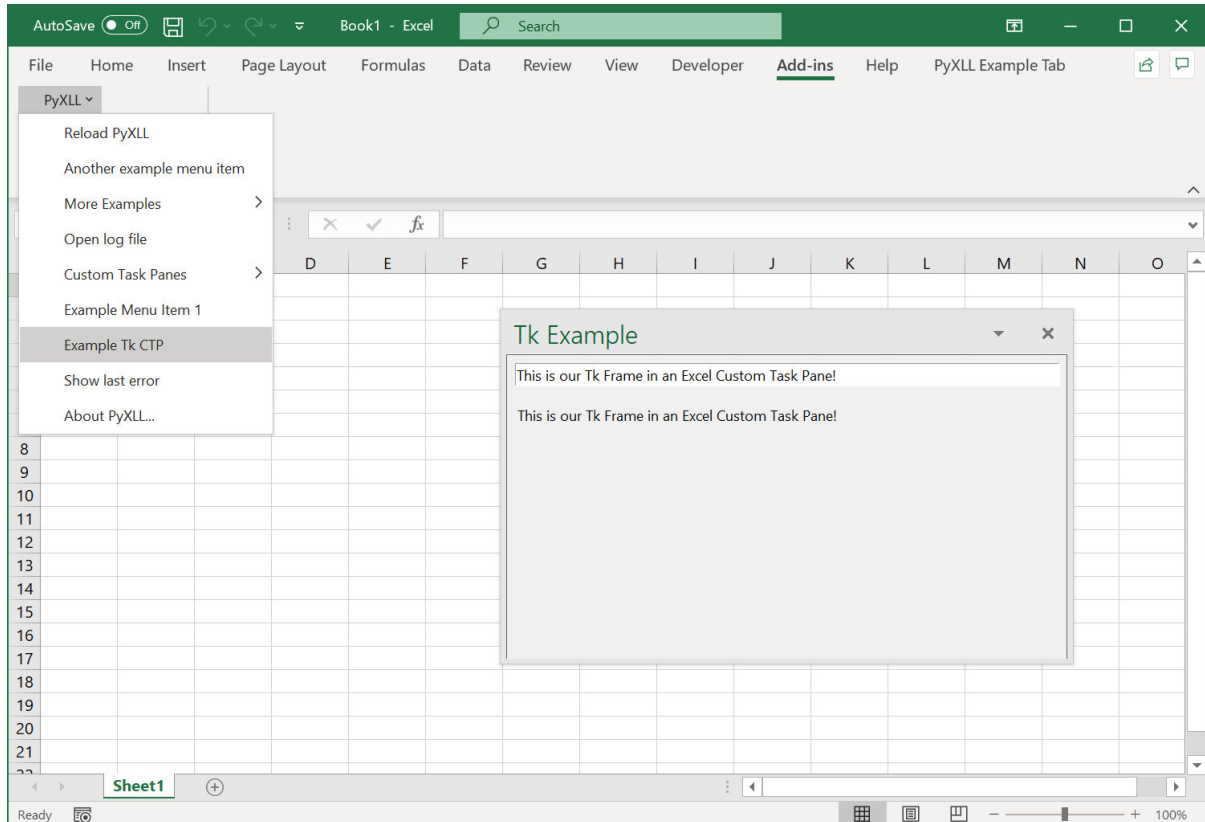 AutoSave Off Book1 - Excel Search
File Home Insert Page Layout Formulas Data Review View Developer Add-ins Help PyXLL Example Tab
PyXLL
Reload PyXLL
Another example menu item
More Examples
Open log file
Custom Task Panes
Example Menu Item 1
Example Tk CTP
Show last error
About PyXLL...
fx
D E F G H I J K L M N O
Tk Example
This is our Tk Frame in an Excel Custom Task Pane!
This is our Tk Frame in an Excel Custom Task Pane!
8
9
10
11
12
13
14
15
16
17
18
19
20
21
22
Sheet1
Ready 100%